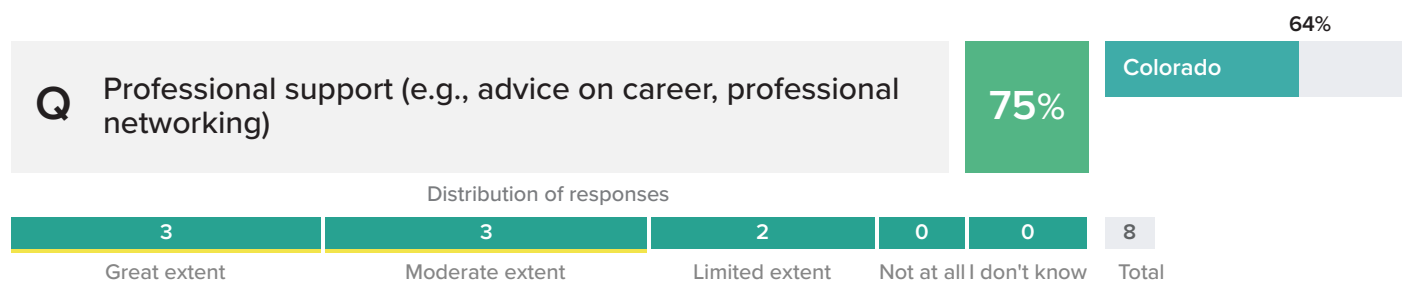 64%
Q Professional support (e.g., advice on career, professional
networking)
75%
Colorado
Distribution of responses
3 3 2 0 0 8
Great extent Moderate extent Limited extent Not at all I don't know Total